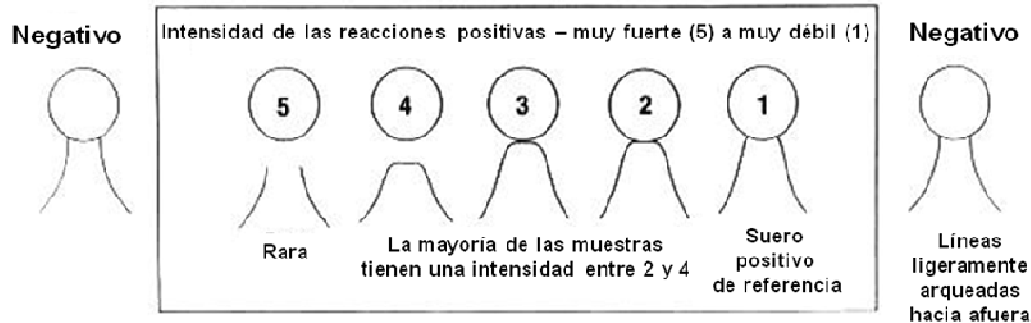 Negativo
Intensidad de las reacciones positivas – muy fuerte (5) a muy débil (1)
Negativo
5
4
3
2
1
Rara
La mayoría de las muestras
tienen una intensidad entre 2 y 4
Suero
positivo
de referencia
Líneas
ligeramente
arqueadas
hacia afuera